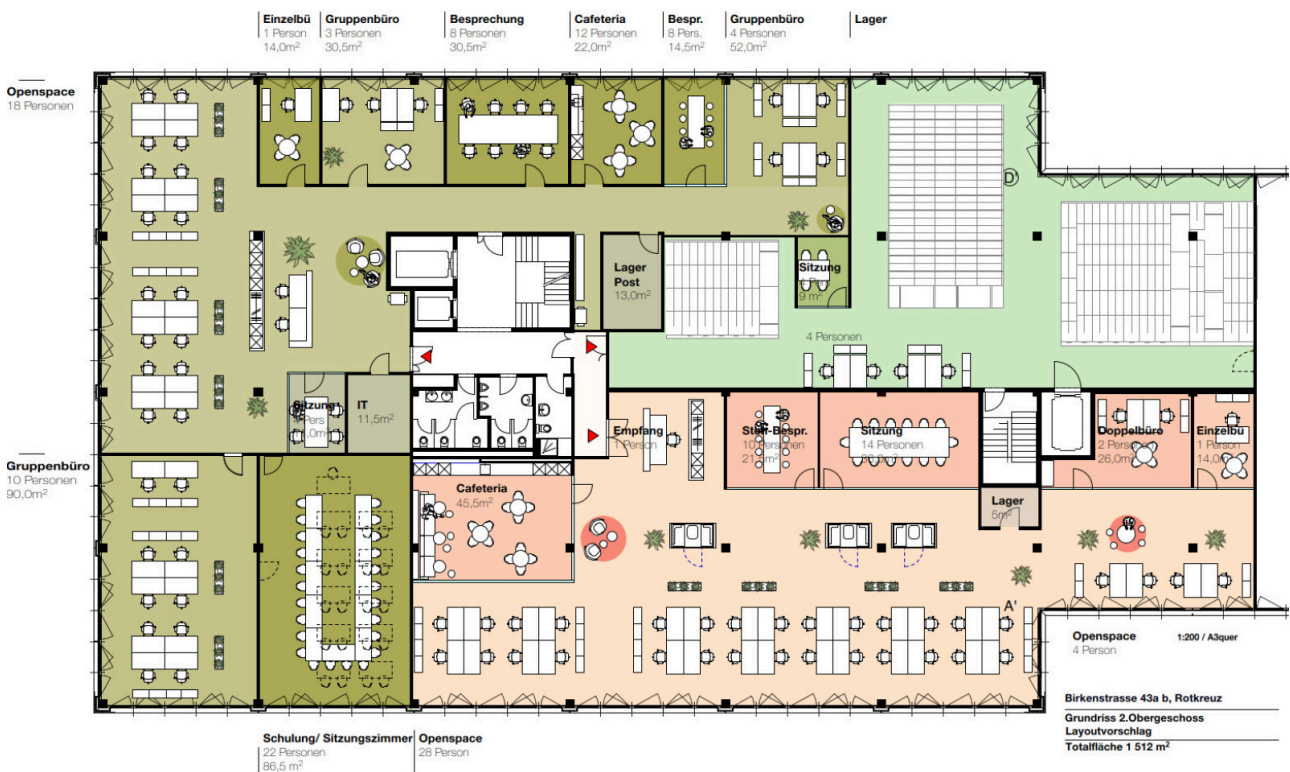 Einzelbü
1 Person
14,0m²
Gruppenbüro
3 Personen
30,5m²
Besprechung
8 Personen
30,5m²
Cafeteria
12 Personen
22,0m²
Bespr.
8 Pers.
14,5m²
Gruppenbüro
4 Personen
52,0m²
Lager
Openspace
18 Personen
D'
Lager
Post
13,0m²
Sitzung
Pers.
9 m²
4 Personen
Sitzung
Pers
IT
11,5m²
Empfang
1 Person
10 Personen
Sitzung
14 Personen
Doppelbüro
2 Personen
26,0m²
Einzelbü
1 Person
14,0m²
Gruppenbüro
10 Personen
90,0m²
Cafeteria
45,5m²
Lager
5m²
A'
Openspace
4 Person
1:200 / A3quer
Birkenstrasse 43a b, Rotkreuz
Grundriss 2.Obergeschoss
Layoutvorschlag
Totalfläche 1 512 m²
Schulung/ Sitzungszimmer
22 Personen
86,5 m²
Openspace
28 Person